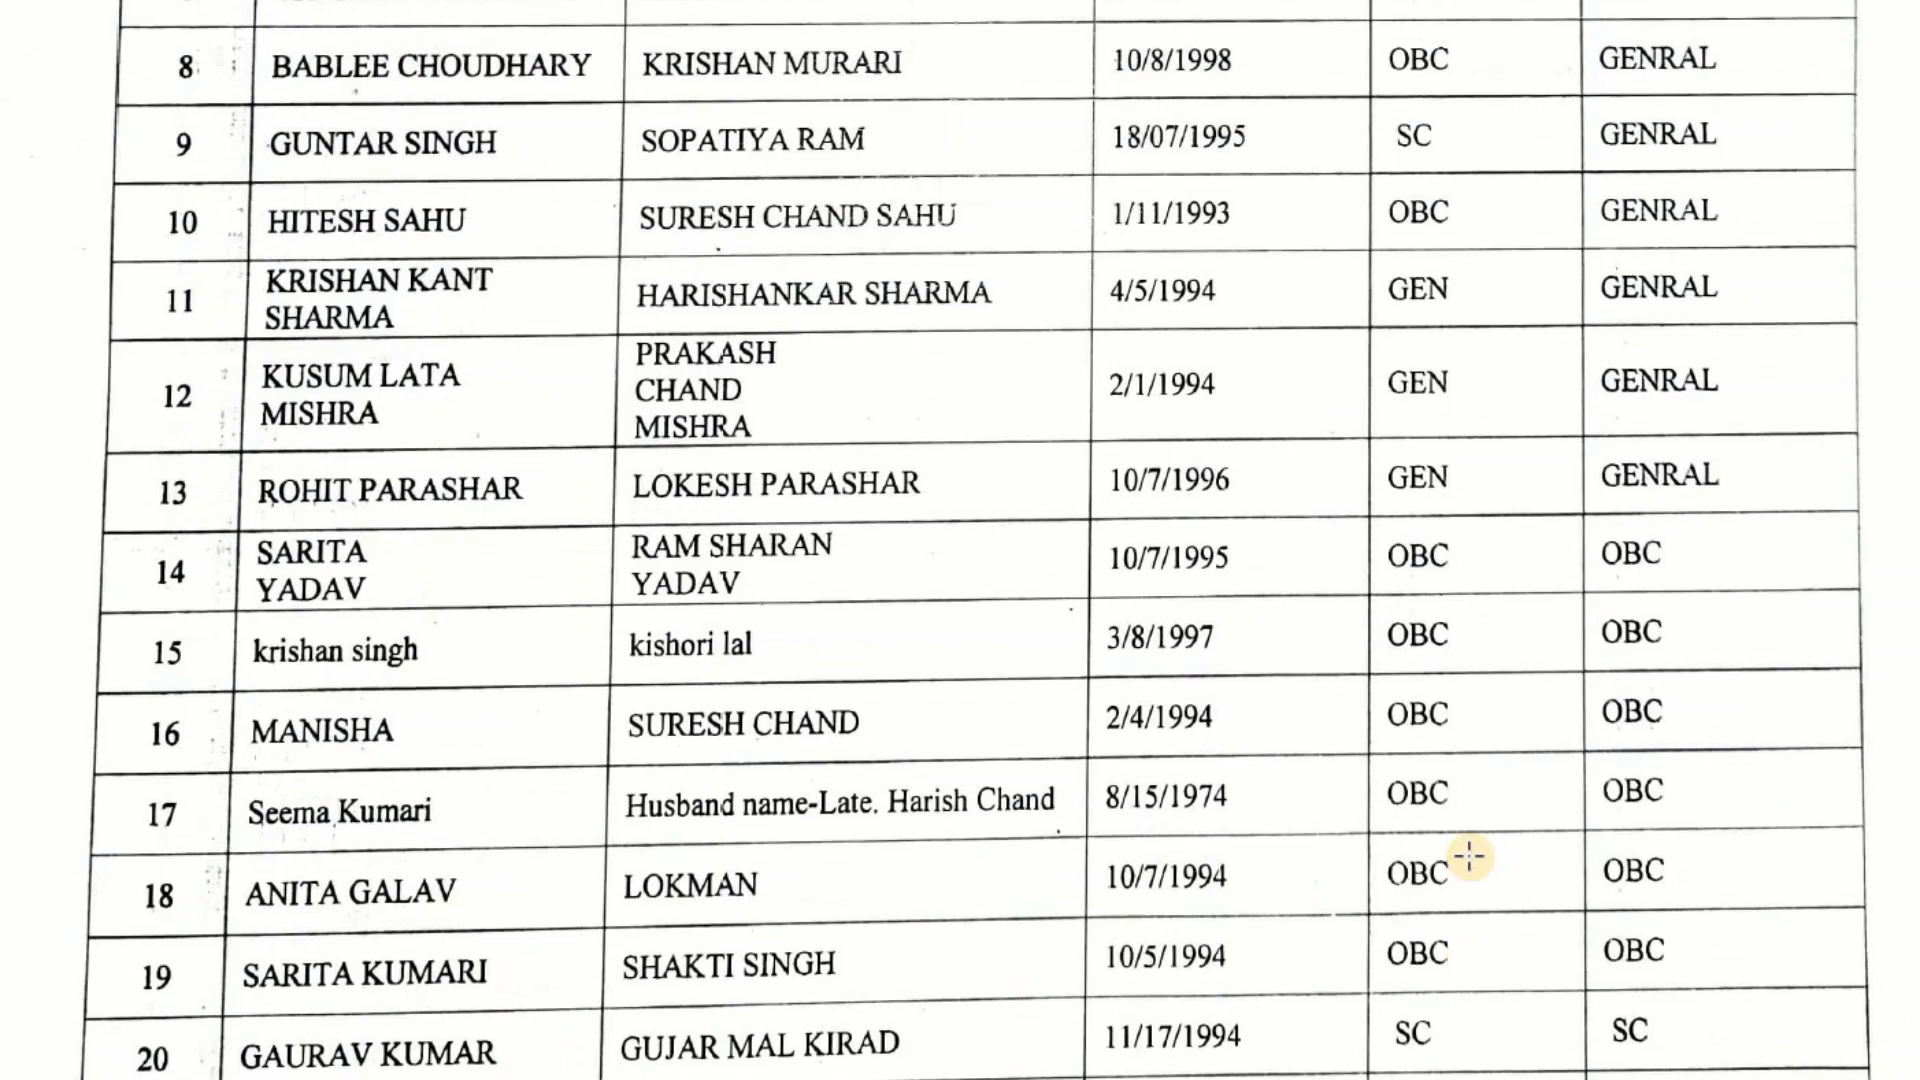 8 BABLEE CHOUDHARY KRISHAN MURARI 10/8/1998 OBC GENRAL
9 GUNTAR SINGH SOPATIYA RAM 18/07/1995 SC GENRAL
10 HITESH SAHU SURESH CHAND SAHU 1/11/1993 OBC GENRAL
11 KRISHAN KANT SHARMA HARISHANKAR SHARMA 4/5/1994 GEN GENRAL
12 KUSUM LATA MISHRA PRAKASH CHAND MISHRA 2/1/1994 GEN GENRAL
13 ROHIT PARASHAR LOKESH PARASHAR 10/7/1996 GEN GENRAL
14 SARITA YADAV RAM SHARAN YADAV 10/7/1995 OBC OBC
15 krishan singh kishori lal 3/8/1997 OBC OBC
16 MANISHA SURESH CHAND 2/4/1994 OBC OBC
17 Seema Kumari Husband name-Late. Harish Chand 8/15/1974 OBC OBC
18 ANITA GALAV LOKMAN 10/7/1994 OBC OBC
19 SARITA KUMARI SHAKTI SINGH 10/5/1994 OBC OBC
20 GAURAV KUMAR GUJAR MAL KIRAD 11/17/1994 SC SC